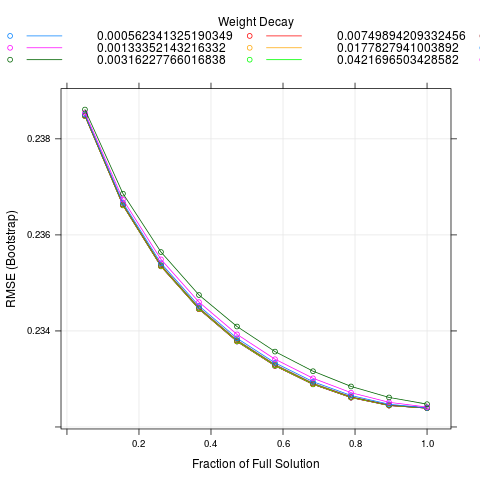 Weight Decay
0.000562341325190349 0.00749894209332456
0.00133352143216332 0.0177827941003892
0.00316227766016838 0.0421696503428582
0.238
0.236
0.234
RMSE (Bootstrap)
0.2 0.4 0.6 0.8 1.0
Fraction of Full Solution